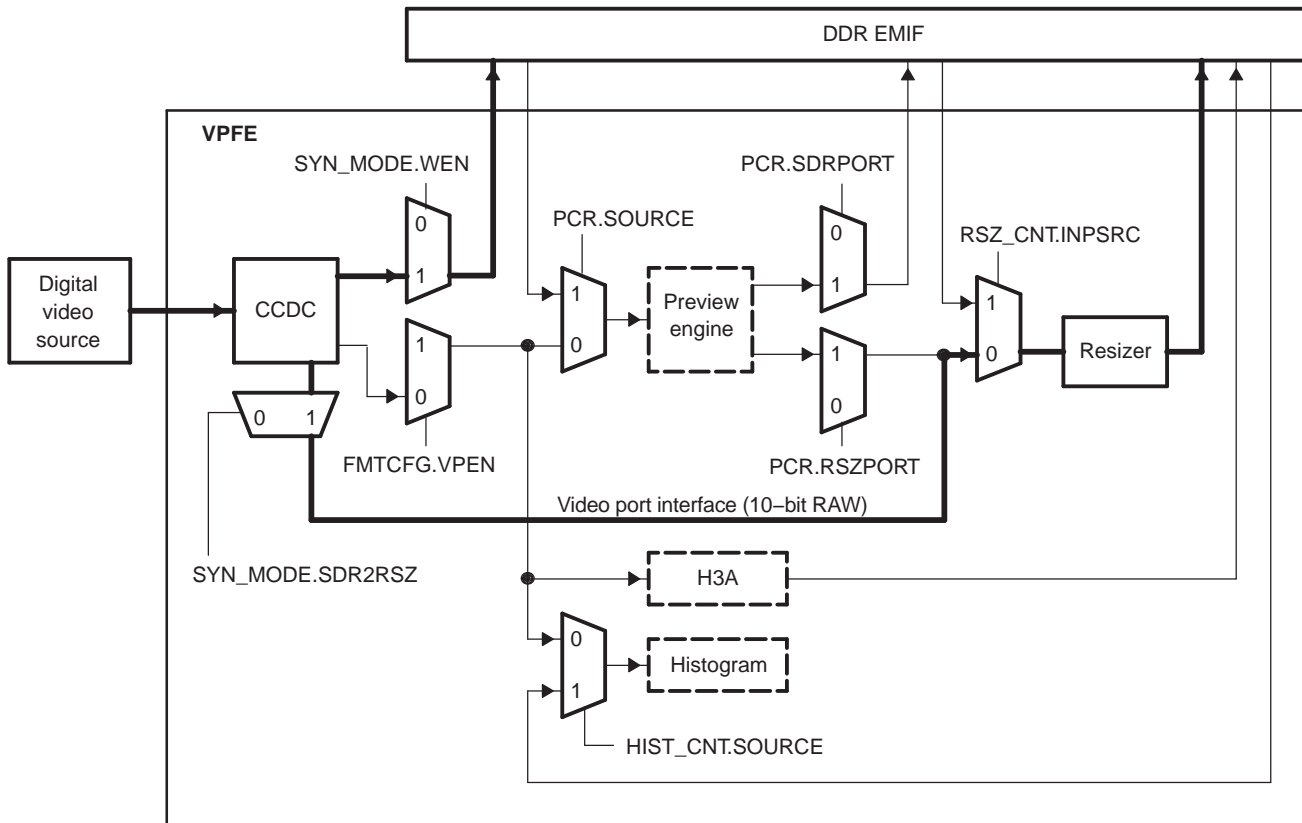 DDR EMIF
VPFE
SYN_MODE.WEN
PCR.SDRPORT
PCR.SOURCE
RSZ_CNT.INPSRC
0
1
0
1
Digital
video
source
CCDC
1
0
Preview
engine
1
0
Resizer
1
0
1
0
0
1
FMTCFG.VPEN
PCR.RSZPORT
Video port interface (10−bit RAW)
SYN_MODE.SDR2RSZ
H3A
0
1
Histogram
HIST_CNT.SOURCE